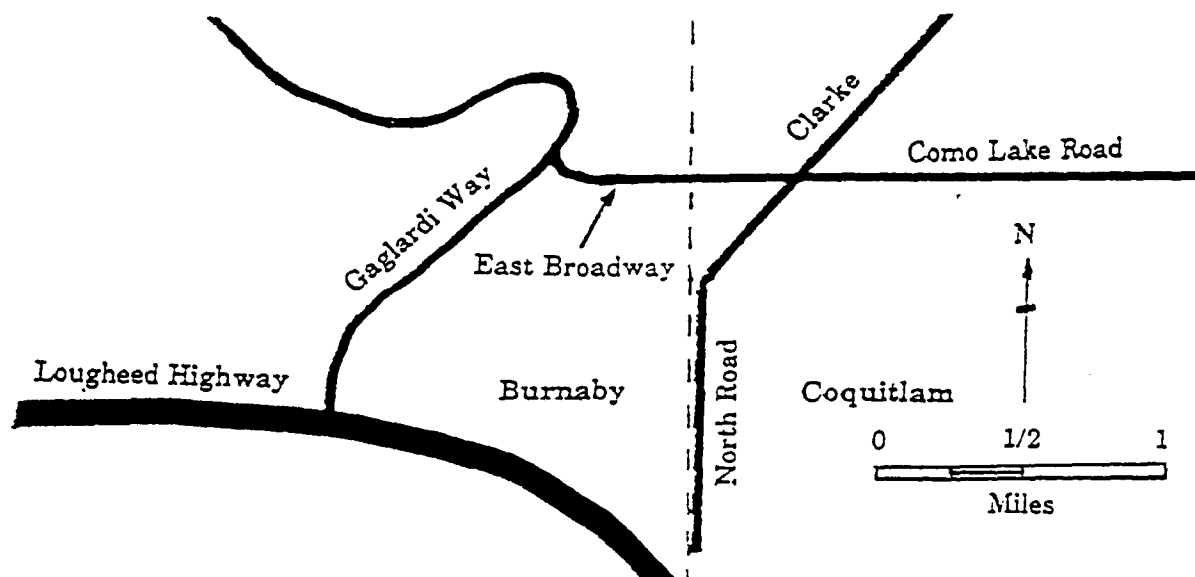 Clarke
Como Lake Road
Gaglardi Way
East Broadway
N
Lougheed Highway
Burnaby
North Road
Coquitlam
0 1/2 1
Miles